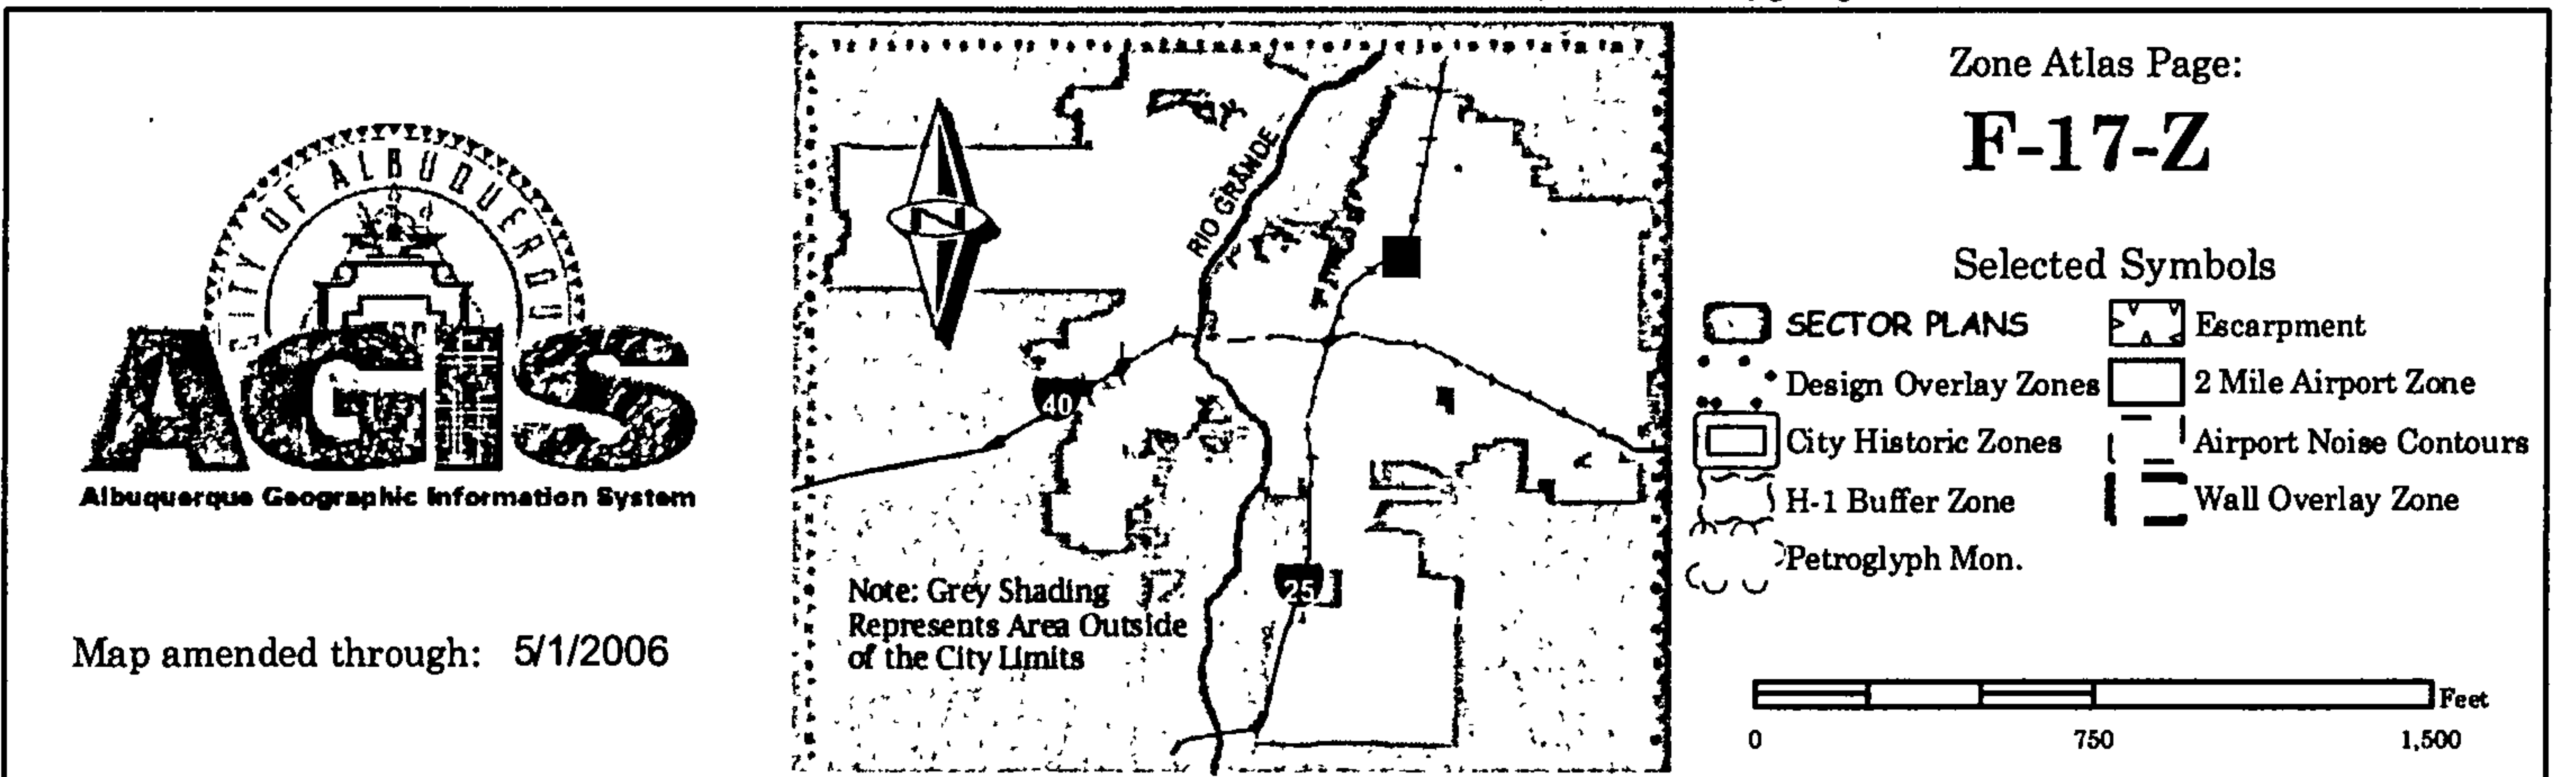 CITY OF ALBUQUERQU
AGIS
Albuquerque Geographic Information System
Map amended through: 5/1/2006
N
RIO GRANDE
40
25
Note: Grey Shading
Represents Area Outside
of the City Limits
Zone Atlas Page:
F-17-Z
Selected Symbols
SECTOR PLANS
Escarpment
Design Overlay Zones
2 Mile Airport Zone
City Historic Zones
Airport Noise Contours
H-1 Buffer Zone
Wall Overlay Zone
Petroglyph Mon.
Feet
0 750 1,500